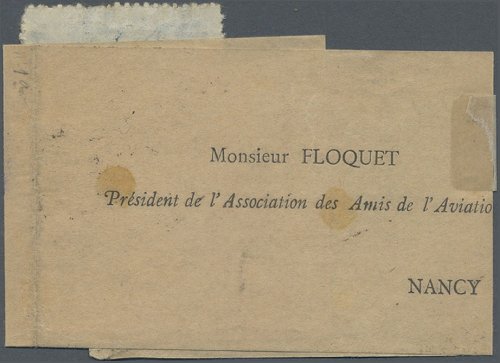 Monsieur FLOQUET
Président de l'Association des Amis de l'Aviatio
NANCY